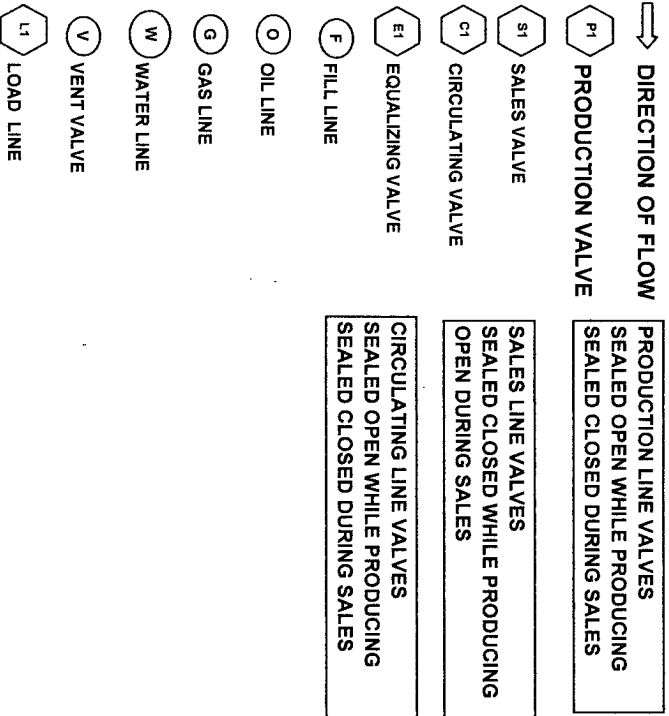 DIRECTION OF FLOW
P1 PRODUCTION VALVE
S1 SALES VALVE
C1 CIRCULATING VALVE
E1 EQUALIZING VALVE
F FILL LINE
O OIL LINE
G GAS LINE
W WATER LINE
V VENT VALVE
L1 LOAD LINE
PRODUCTION LINE VALVES
SEALED OPEN WHILE PRODUCING
SEALED CLOSED DURING SALES
SALES LINE VALVES
SEALED CLOSED WHILE PRODUCING
OPEN DURING SALES
CIRCULATING LINE VALVES
SEALED OPEN WHILE PRODUCING
SEALED CLOSED DURING SALES